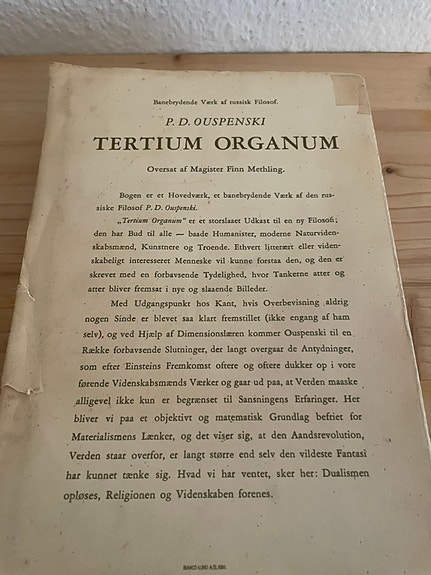 Banebrydende Værk af russisk Filosof.
P. D. OUSPENSKI
TERTIUM ORGANUM
Oversat af Magister Finn Methling.
Bogen er et Hovedværk, et banebrydende Værk af den rus-
siske Filosof P. D. Ouspenski.
„Tertium Organum" er et storslaaet Udkast til en ny Filosofi;
den har Bud til alle — baade Humanister, moderne Naturviden-
skabsmænd, Kunstnere og Troende. Ethvert litterært eller viden-
skabeligt interesseret Menneske vil kunne forstaa den, og den er
skrevet med en forbavsende Tydelighed, hvor Tankerne atter og
atter bliver fremsat i nye og slaaende Billeder.
Med Udgangspunkt hos Kant, hvis Overbevisning aldrig
nogen Sinde er blevet saa klart fremstillet (ikke engang af ham
selv), og ved Hjælp af Dimensionslæren kommer Ouspenski til en
Række forbavsende Slutninger, der langt overgaar de Antydninger,
som efter Einsteins Fremkomst oftere og oftere dukker op i vore
førende Videnskabsmænds Værker og gaar ud paa, at Verden maaske
alligevel ikke kun er begrænset til Sansningens Erfaringer. Her
bliver vi paa et objektivt og matematisk Grundlag befriet for
Materialismens Lænker, og det viser sig, at den Aandsrevolution,
Verden staar overfor, er langt større end selv den vildeste Fantasi
har kunnet tænke sig. Hvad vi har ventet, sker her: Dualismen
opløses, Religionen og Videnskaben forenes.